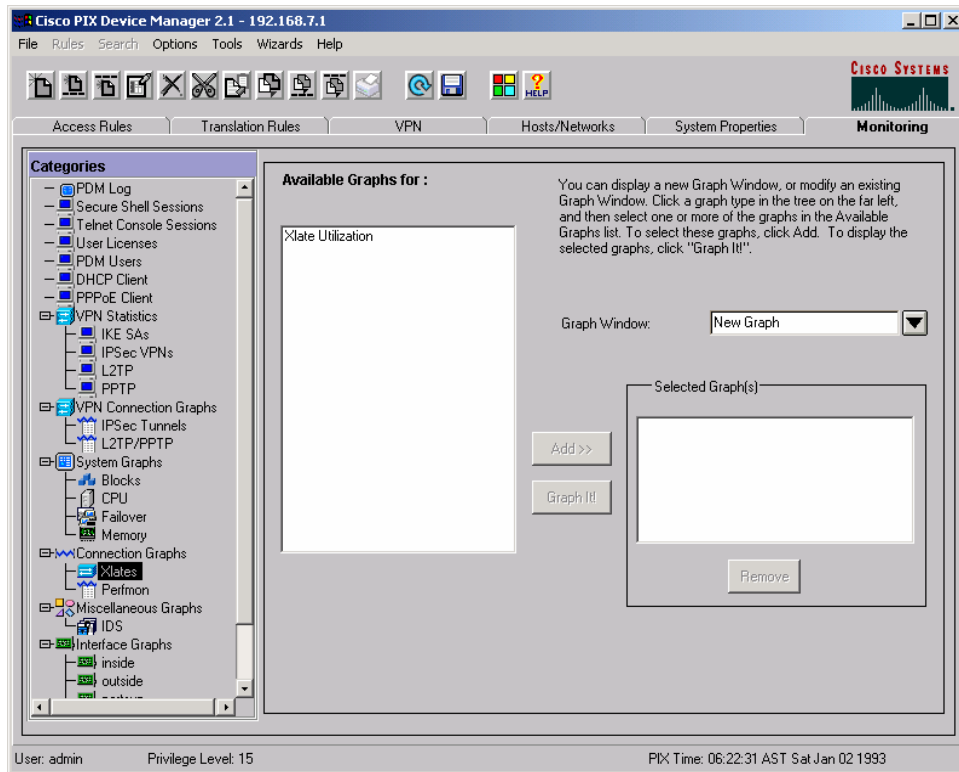 Cisco PIX Device Manager 2.1 - 192.168.7.1
File Rules Search Options Tools Wizards Help
HELP
CISCO SYSTEMS
Access Rules Translation Rules VPN Hosts/Networks System Properties Monitoring
Categories
PDM Log
Secure Shell Sessions
Telnet Console Sessions
User Licenses
PDM Users
DHCP Client
PPPoE Client
VPN Statistics
IKE SAs
IPSec VPNs
L2TP
PPTP
VPN Connection Graphs
IPSec Tunnels
L2TP/PPTP
System Graphs
Blocks
CPU
Failover
Memory
Connection Graphs
Xlates
Perfmon
Miscellaneous Graphs
IDS
Interface Graphs
inside
outside
Available Graphs for :
Xlate Utilization
You can display a new Graph Window, or modify an existing
Graph Window. Click a graph type in the tree on the far left,
and then select one or more of the graphs in the Available
Graphs list. To select these graphs, click Add. To display the
selected graphs, click "Graph It!".
Graph Window: New Graph
Selected Graph(s)
Add >>
Graph It!
Remove
User: admin Privilege Level: 15 PIX Time: 06:22:31 AST Sat Jan 02 1993